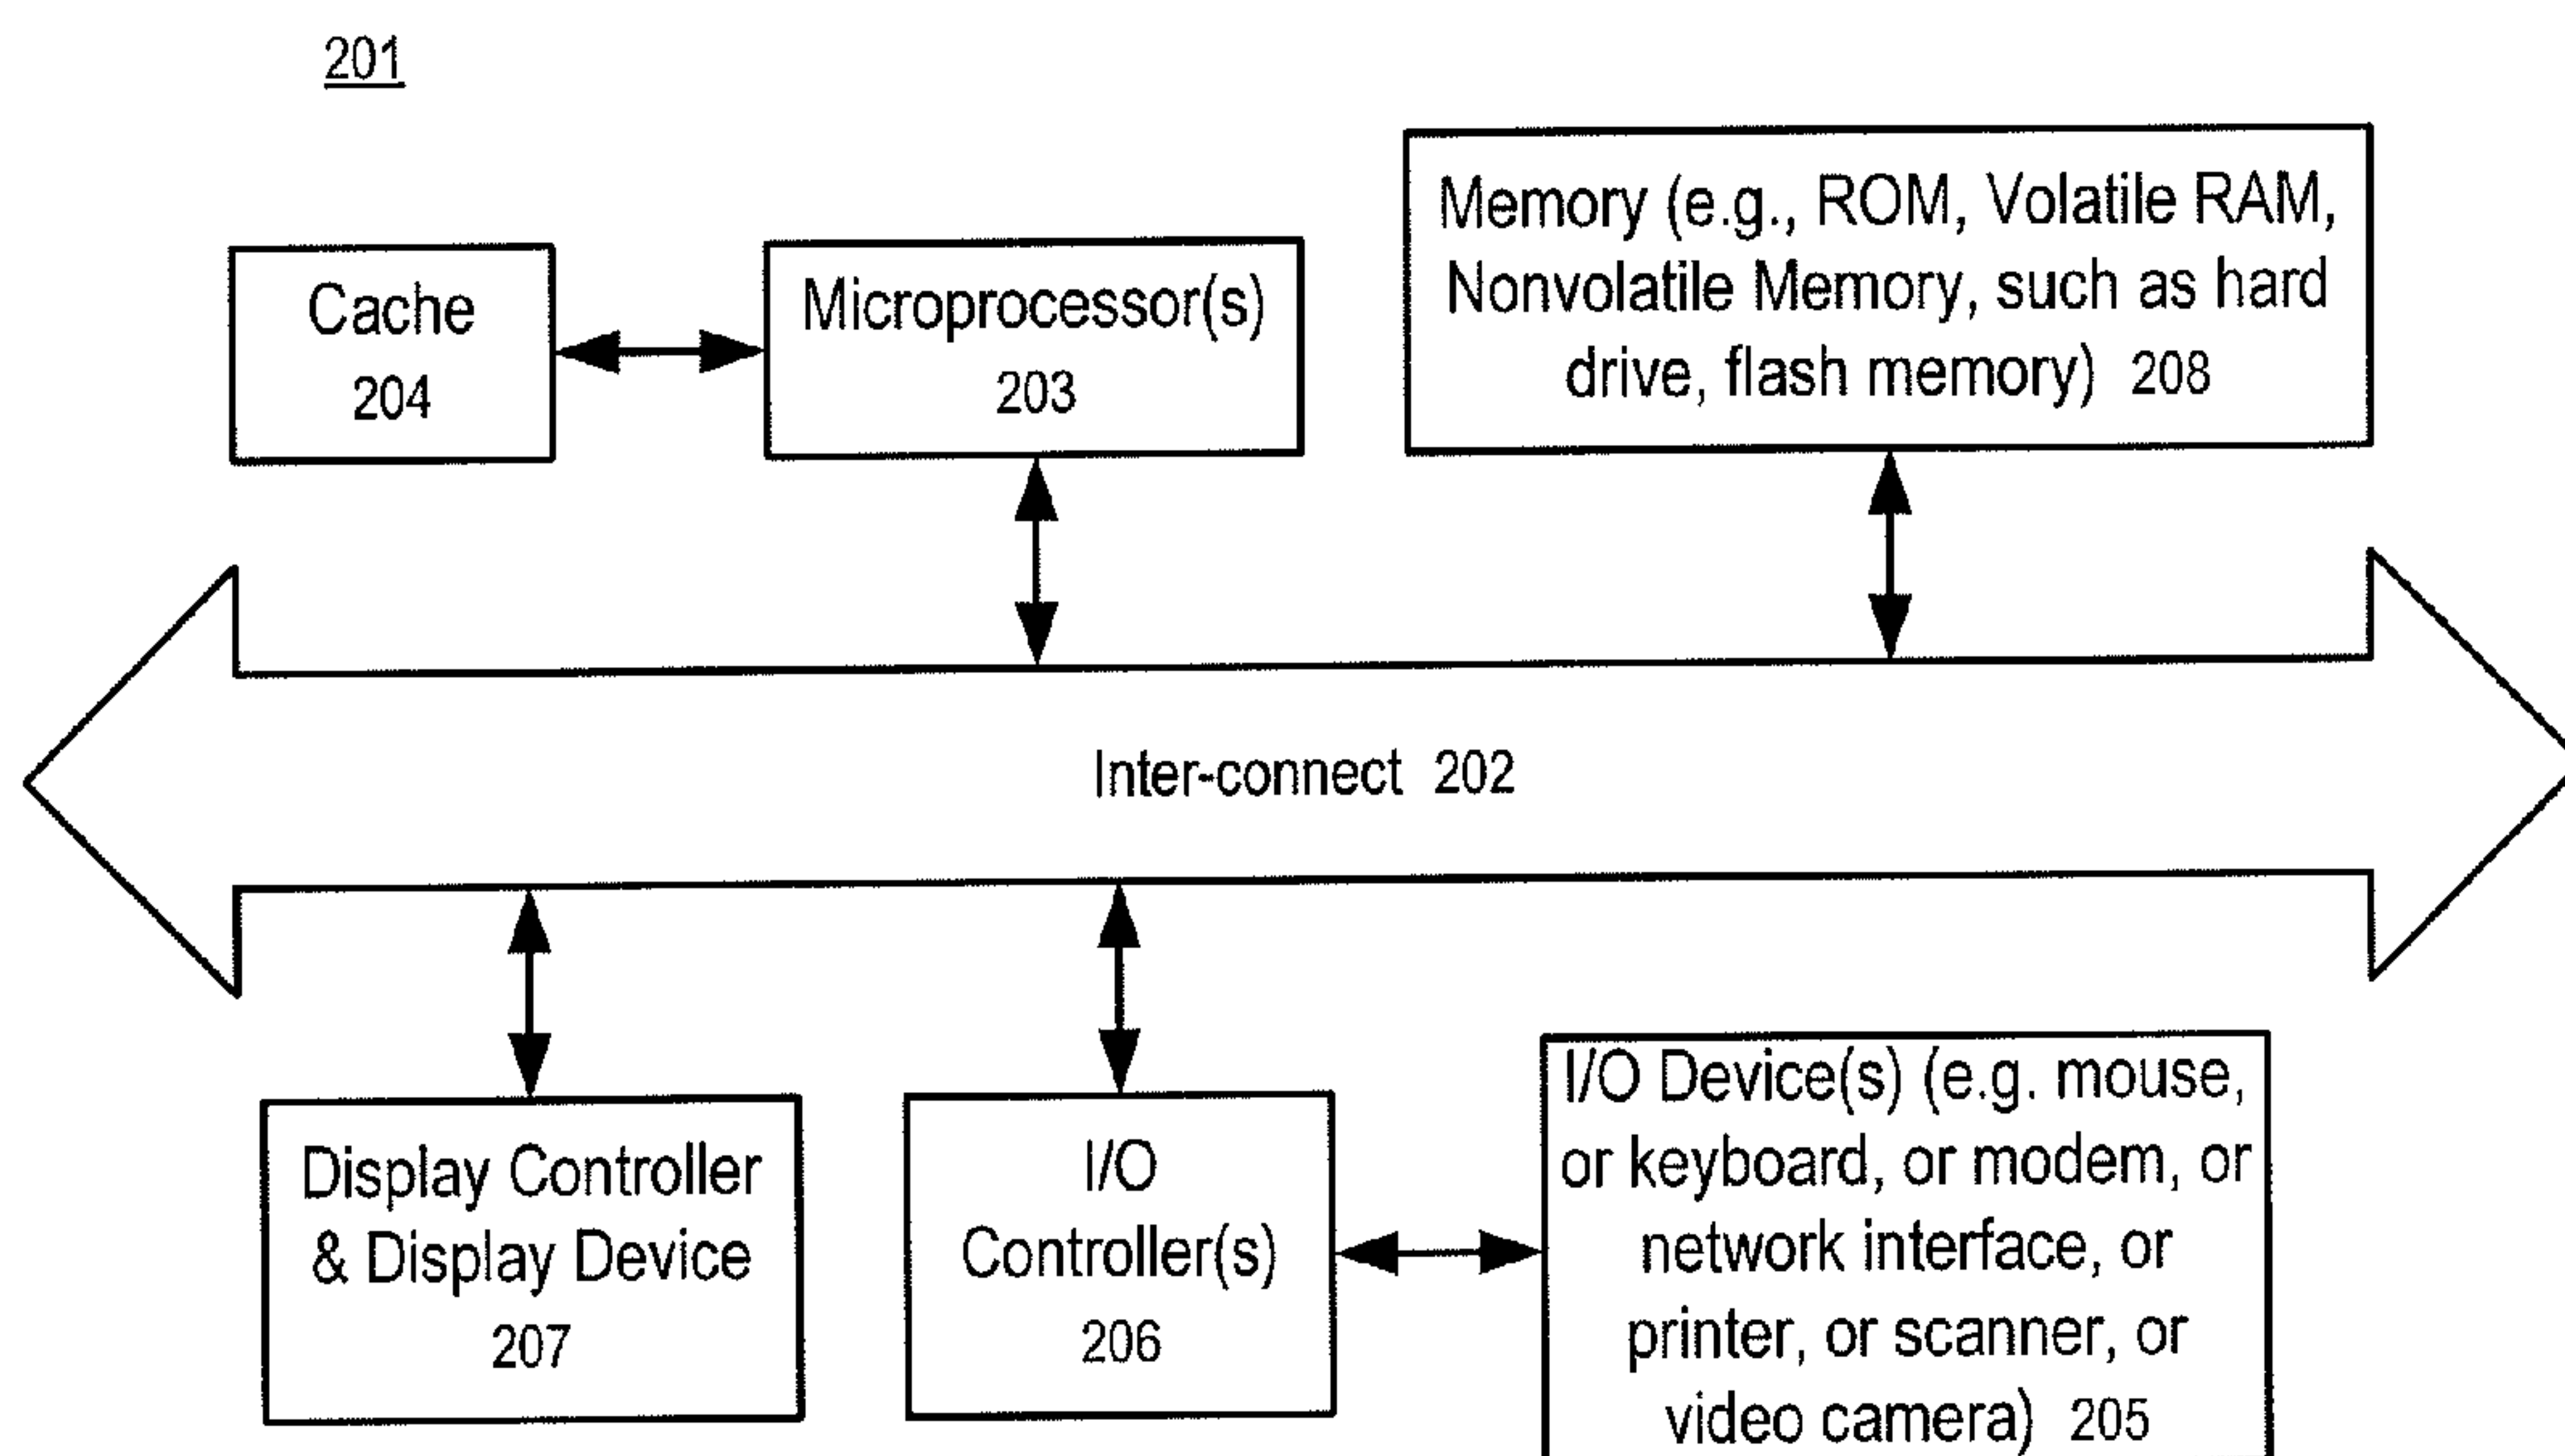 201
Cache
204
Microprocessor(s)
203
Memory (e.g., ROM, Volatile RAM,
Nonvolatile Memory, such as hard
drive, flash memory) 208
Inter-connect 202
Display Controller
& Display Device
207
I/O
Controller(s)
206
I/O Device(s) (e.g. mouse,
or keyboard, or modem, or
network interface, or
printer, or scanner, or
video camera) 205